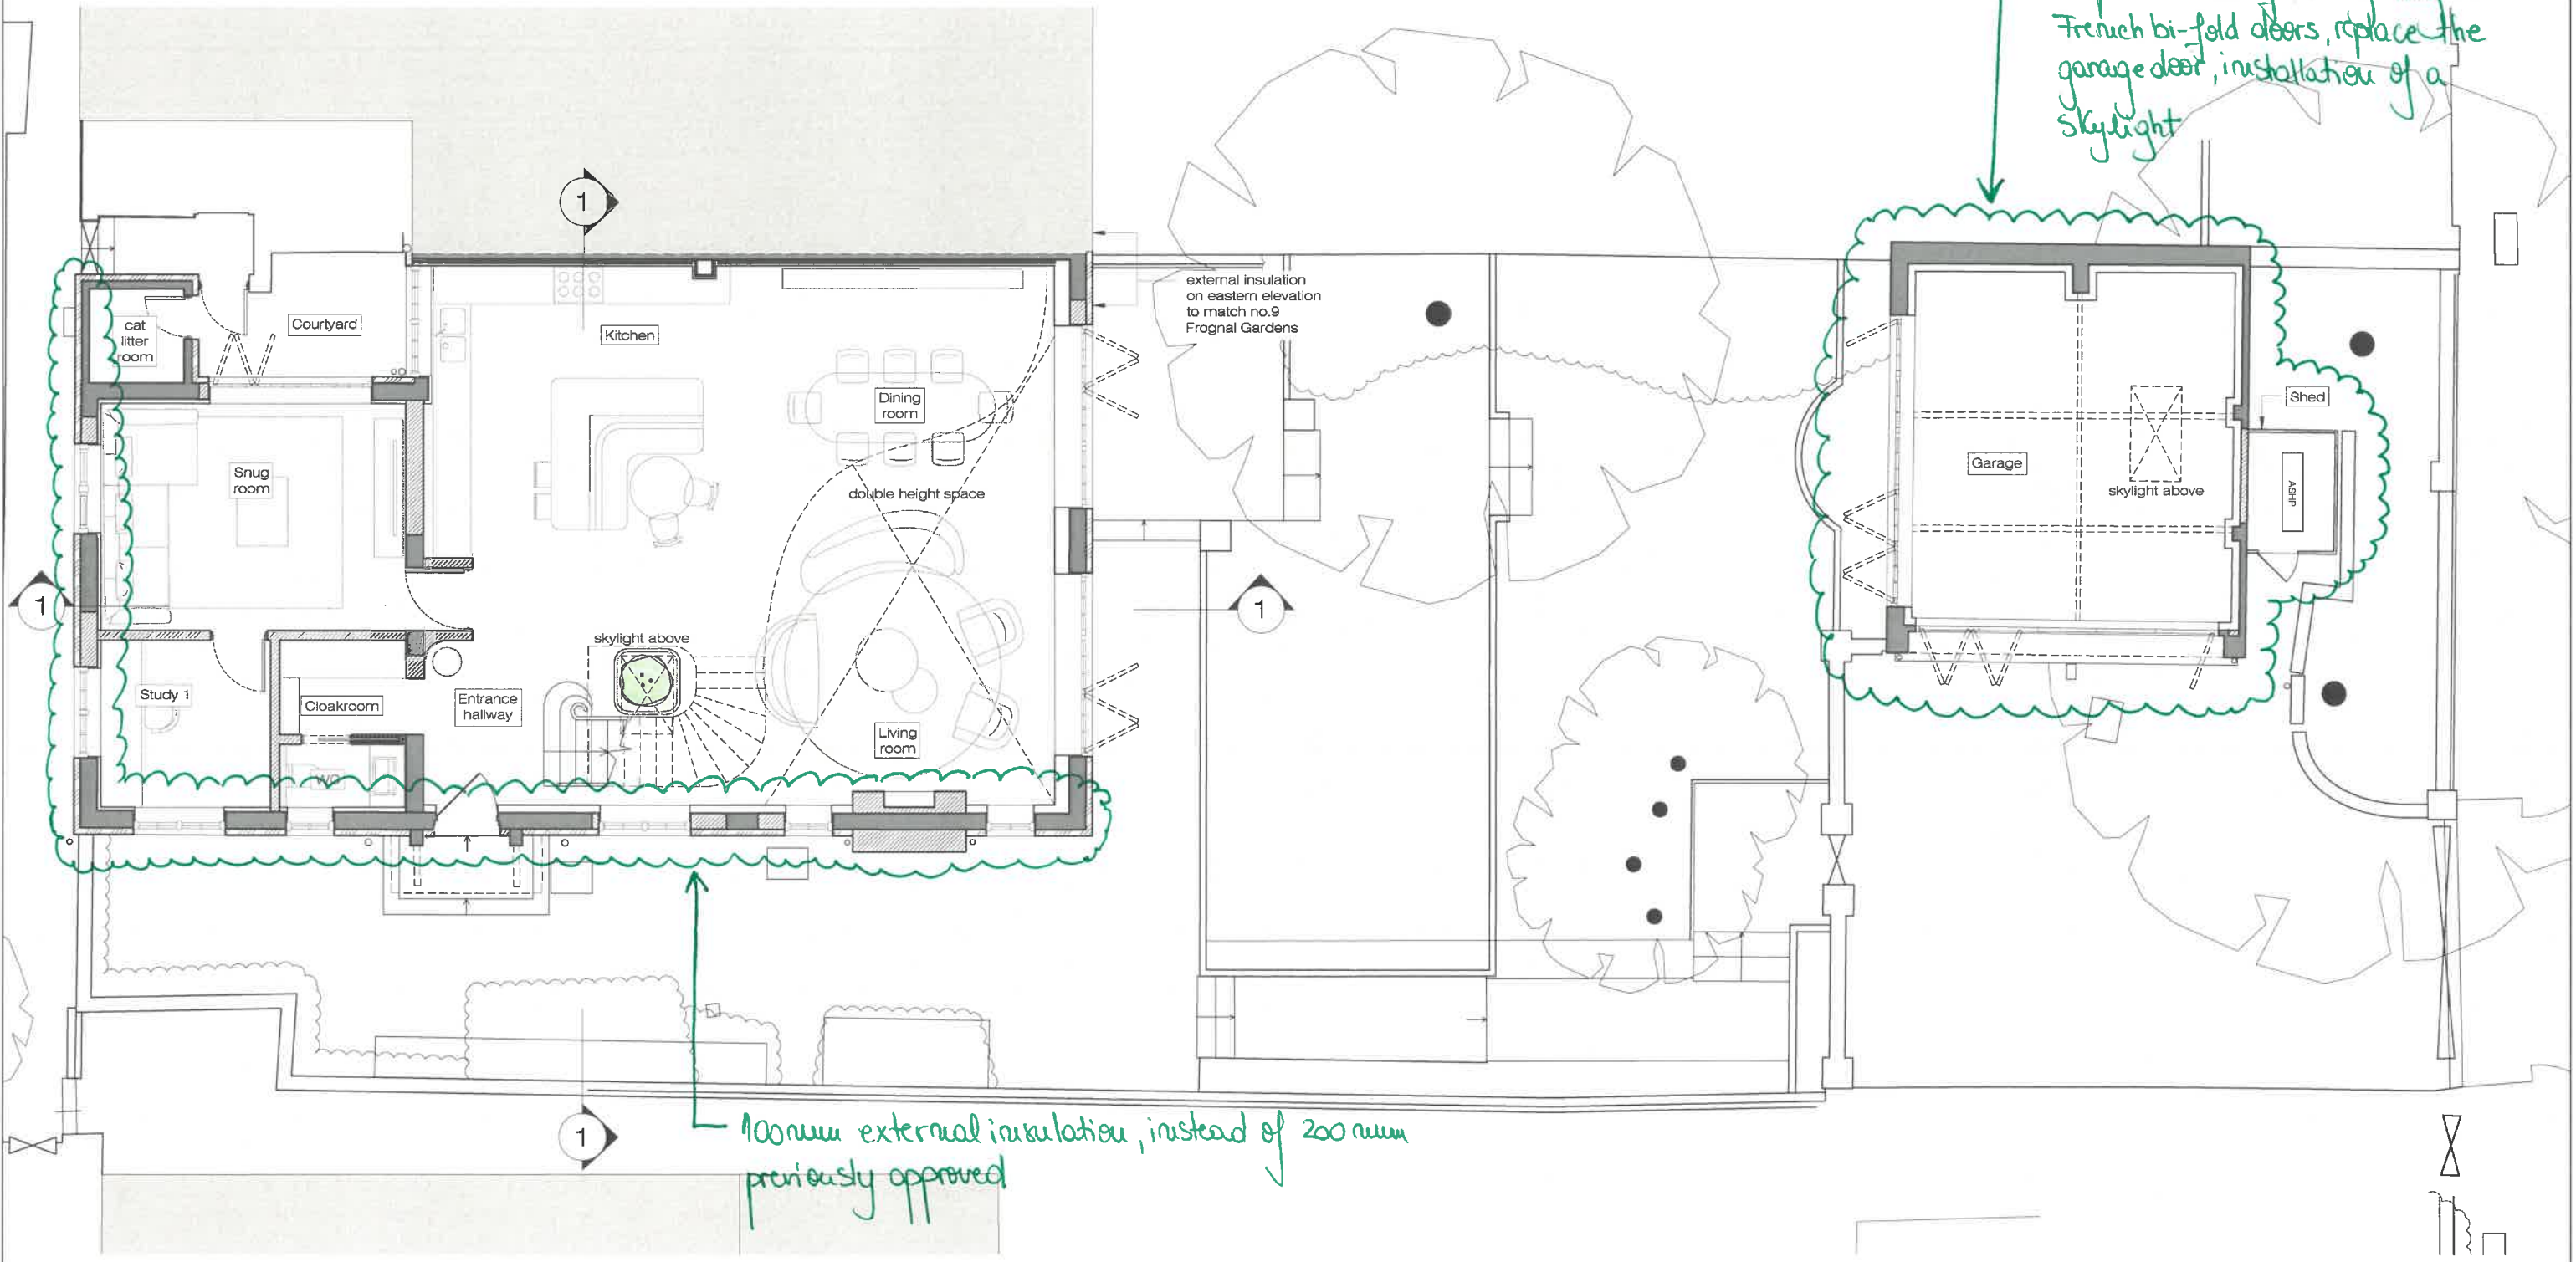 French bi-fold doors, replace the
garage door, installation of a
skylight
1
external insulation
on eastern elevation
to match no.9
Frognal Gardens
cat
litter
room
Courtyard
Kitchen
Dining
room
Shed
Snug
room
Garage
ASHP
double height space
skylight above
1
1
skylight above
Study 1
Cloakroom
Entrance
hallway
Living
room
WC
1
100mm external insulation, instead of 200mm
previously approved